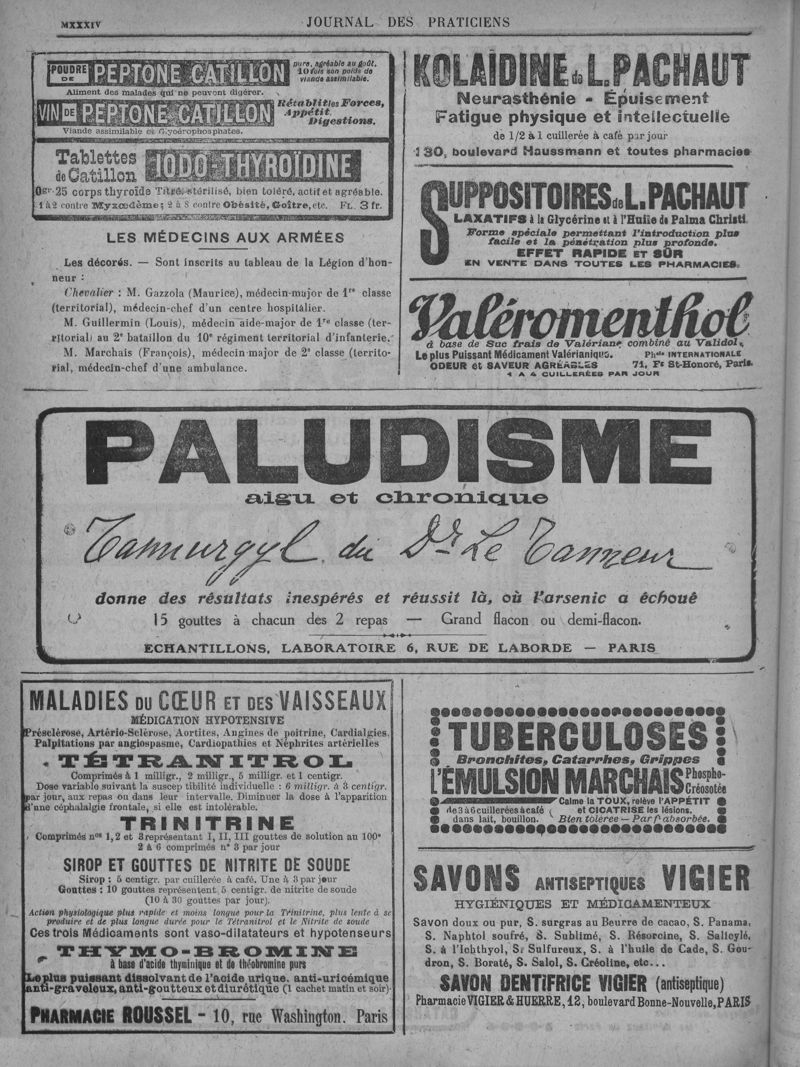 MXXXIV
JOURNAL DES PRATICIENS
POUDRE DE PEPTONE CATILLON pure, agréable au goût, 10 fois son poids de viande assimilable.
Aliment des malades qui ne peuvent digérer.
VIN DE PEPTONE CATILLON Rétablit les Forces, Appétit, Digestions.
Viande assimilable et Glycérophosphates.
Tablettes de Catillon IODO-THYROÏDINE
0gr.25 corps thyroïde Titré, stérilisé, bien toléré, actif et agréable.
1 à 2 contre Myxœdème; 2 à 8 contre Obésité, Goître, etc. FL. 3 fr.
LES MÉDECINS AUX ARMÉES
Les décorés. — Sont inscrits au tableau de la Légion d'hon-
neur :
Chevalier : M. Gazzola (Maurice), médecin-major de 1re classe
(territorial), médecin-chef d'un centre hospitalier.
M. Guillermin (Louis), médecin aide-major de 1re classe (ter-
ritorial) au 2e bataillon du 10e régiment territorial d'infanterie.
M. Marchais (François), médecin-major de 2e classe (territo-
rial, médecin-chef d'une ambulance.
KOLAÏDINE de L. PACHAUT
Neurasthénie - Épuisement
Fatigue physique et intellectuelle
de 1/2 à 1 cuillerée à café par jour
130, boulevard Haussmann et toutes pharmacies
SUPPOSITOIRES de L. PACHAUT
LAXATIFS à la Glycérine et à l'Huile de Palma Christi
Forme spéciale permettant l'introduction plus
facile et la pénétration plus profonde.
EFFET RAPIDE ET SÛR
EN VENTE DANS TOUTES LES PHARMACIES.
Valéromenthol
à base de Suc frais de Valériane combiné au Validol,
Le plus Puissant Médicament Valérianique. Phcie INTERNATIONALE
ODEUR et SAVEUR AGRÉABLES 71, Fg St-Honoré, Paris.
1 A 4 CUILLERÉES PAR JOUR
PALUDISME
aigu et chronique
Tannurgyl du Dr Le Tanneur
donne des résultats inespérés et réussit là, où l'arsenic a échoué
15 gouttes à chacun des 2 repas — Grand flacon ou demi-flacon.
ECHANTILLONS, LABORATOIRE 6, RUE DE LABORDE — PARIS
MALADIES DU CŒUR ET DES VAISSEAUX
MÉDICATION HYPOTENSIVE
Présclérose, Artério-Sclérose, Aortites, Angines de poitrine, Cardialgies,
Palpitations par angiospasme, Cardiopathies et Néphrites artérielles
TÉTRANITROL
Comprimés à 1 milligr., 2 milligr., 5 milligr. et 1 centigr.
Dose variable suivant la susceptibilité individuelle : 6 milligr. à 3 centigr.
par jour, aux repas ou dans leur intervalle. Diminuer la dose à l'apparition
d'une céphalalgie frontale, si elle est intolérable.
TRINITRINE
Comprimés nos 1, 2 et 3 représentant I, II, III gouttes de solution au 100e
2 à 6 comprimés n° 3 par jour
SIROP ET GOUTTES DE NITRITE DE SOUDE
Sirop : 5 centigr. par cuillerée à café. Une à 3 par jour
Gouttes : 10 gouttes représentent 5 centigr. de nitrite de soude
(10 à 30 gouttes par jour).
Action physiologique plus rapide et moins longue pour la Trinitrine, plus lente à se
produire et de plus longue durée pour le Tétranitrol et le Nitrite de soude
Ces trois Médicaments sont vaso-dilatateurs et hypotenseurs
THYMO-BROMINE
à base d'acide thyminique et de théobromine purs
Le plus puissant dissolvant de l'acide urique, anti-uricémique
anti-graveleux, anti-goutteux et diurétique (1 cachet matin et soir).
PHARMACIE ROUSSEL - 10, rue Washington, Paris
TUBERCULOSES
Bronchites, Catarrhes, Grippes
L'ÉMULSION MARCHAIS Phospho-Créosotée
de 3 à 6 cuillerées à café dans lait, bouillon.
Calme la TOUX, relève l'APPÉTIT
et CICATRISE les lésions.
Bien tolérée — Parft absorbée.
SAVONS ANTISEPTIQUES VIGIER
HYGIÉNIQUES ET MÉDICAMENTEUX
Savon doux ou pur, S. surgras au Beurre de cacao, S. Panama,
S. Naphtol soufré, S. Sublimé, S. Résorcine, S. Salicylé,
S. à l'Ichthyol, S. Sulfureux, S. à l'huile de Cade, S. Gou-
dron, S. Boraté, S. Salol, S. Créoline, etc...
SAVON DENTIFRICE VIGIER (antiseptique)
Pharmacie VIGIER & HUERRE, 12, boulevard Bonne-Nouvelle, PARIS